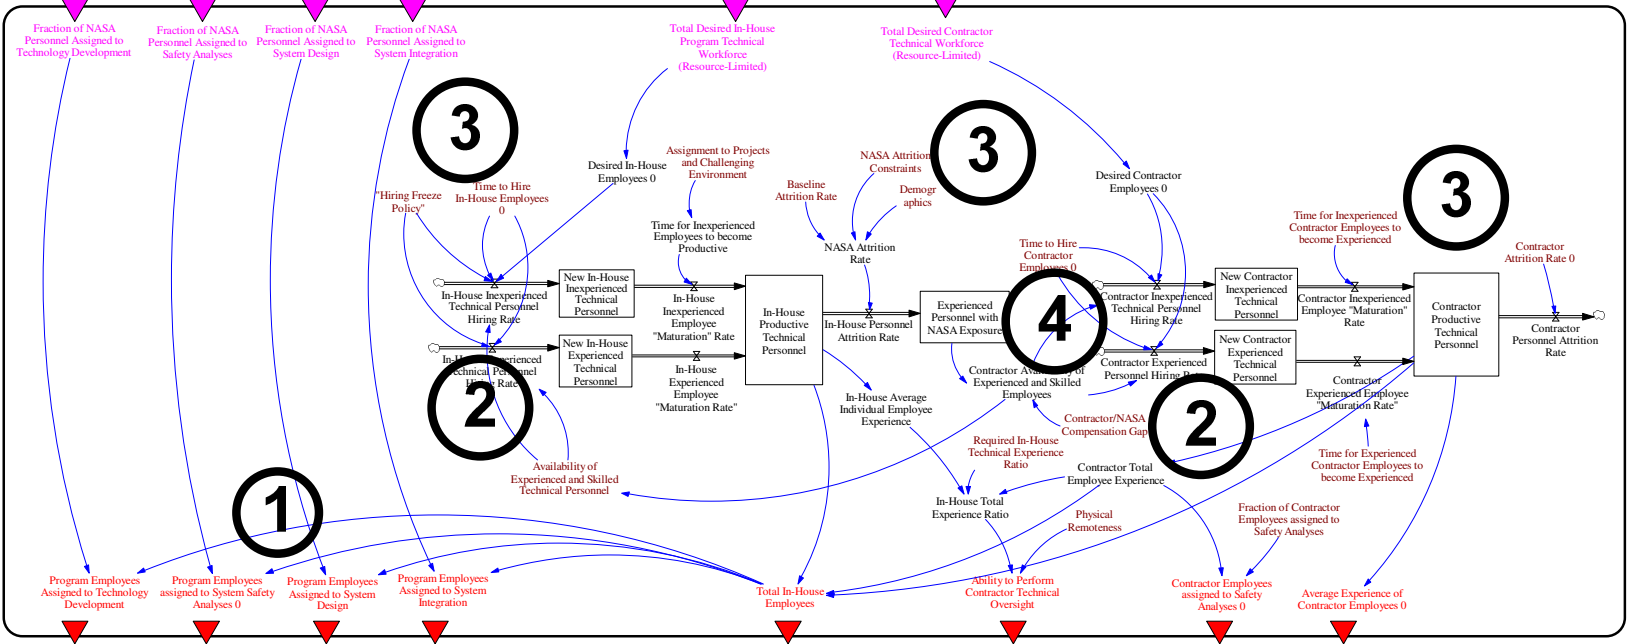 Fraction of NASA
Personnel Assigned to
Technology Development
Fraction of NASA
Personnel Assigned to
Safety Analyses
Fraction of NASA
Personnel Assigned to
System Design
Fraction of NASA
Personnel Assigned to
System Integration
Total Desired In-House
Program Technical
Workforce
(Resource-Limited)
Total Desired Contractor
Technical Workforce
(Resource-Limited)
3
"Hiring Freeze
Policy"
Time to Hire
In-House Employees
0
Desired In-House
Employees 0
Assignment to Projects
and Challenging
Environment
Baseline
Attrition Rate
NASA Attrition
Constraints
Demogr
aphics
3
Desired Contractor
Employees 0
3
Time for Inexperienced
Contractor Employees to
become Experienced
Contractor
Attrition Rate 0
Time for Inexperienced
Employees to become
Productive
NASA Attrition
Rate
Time to Hire
Contractor
Employees 0
In-House Inexperienced
Technical Personnel
Hiring Rate
New In-House
Inexperienced
Technical
Personnel
In-House
Inexperienced
Employee
"Maturation" Rate
In-House
Productive
Technical
Personnel
In-House Personnel
Attrition Rate
Experienced
Personnel with
NASA Exposure
4
Contractor Inexperienced
Technical Personnel
Hiring Rate
New Contractor
Inexperienced
Technical
Personnel
Contractor Inexperienced
Employee "Maturation"
Rate
Contractor
Productive
Technical
Personnel
Contractor
Personnel Attrition
Rate
In-House Experienced
Technical Personnel
Hiring Rate
2
New In-House
Experienced
Technical
Personnel
In-House
Experienced
Employee
"Maturation Rate"
In-House Average
Individual Employee
Experience
Contractor Availability of
Experienced and Skilled
Employees
Contractor Experienced
Personnel Hiring Rate
2
New Contractor
Experienced
Technical
Personnel
Contractor
Experienced Employee
"Maturation Rate"
Contractor/NASA
Compensation Gap
Required In-House
Technical Experience
Ratio
Contractor Total
Employee Experience
Time for Experienced
Contractor Employees to
become Experienced
Availability of
Experienced and Skilled
Technical Personnel
1
In-House Total
Experience Ratio
Physical
Remoteness
Fraction of Contractor
Employees assigned to
Safety Analyses
Program Employees
Assigned to Technology
Development
Program Employees
assigned to System Safety
Analyses 0
Program Employees
Assigned to System
Design
Program Employees
Assigned to System
Integration
Total In-House
Employees
Ability to Perform
Contractor Technical
Oversight
Contractor Employees
assigned to Safety
Analyses 0
Average Experience of
Contractor Employees 0